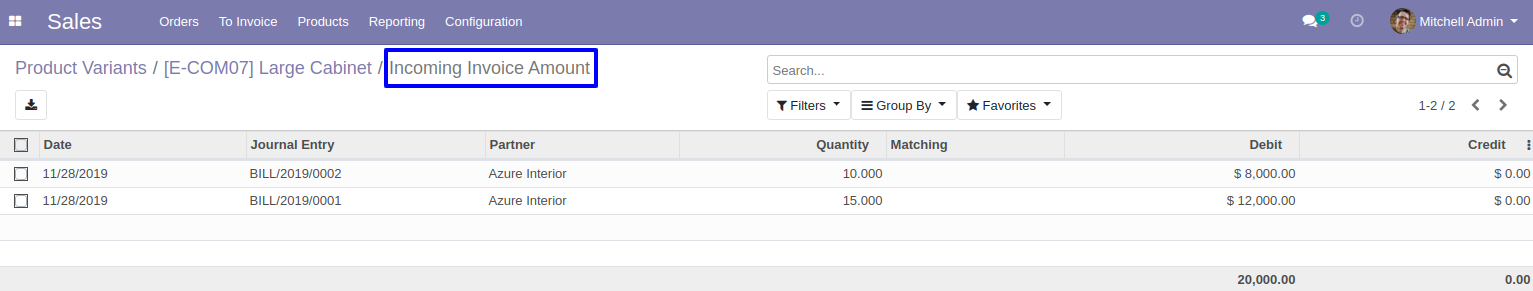 Sales Orders To Invoice Products Reporting Configuration 3 Mitchell Admin
Product Variants / [E-COM07] Large Cabinet / Incoming Invoice Amount
Search...
Filters Group By Favorites 1-2 / 2
Date Journal Entry Partner Quantity Matching Debit Credit
11/28/2019 BILL/2019/0002 Azure Interior 10.000 $ 8,000.00 $ 0.00
11/28/2019 BILL/2019/0001 Azure Interior 15.000 $ 12,000.00 $ 0.00
20,000.00 0.00